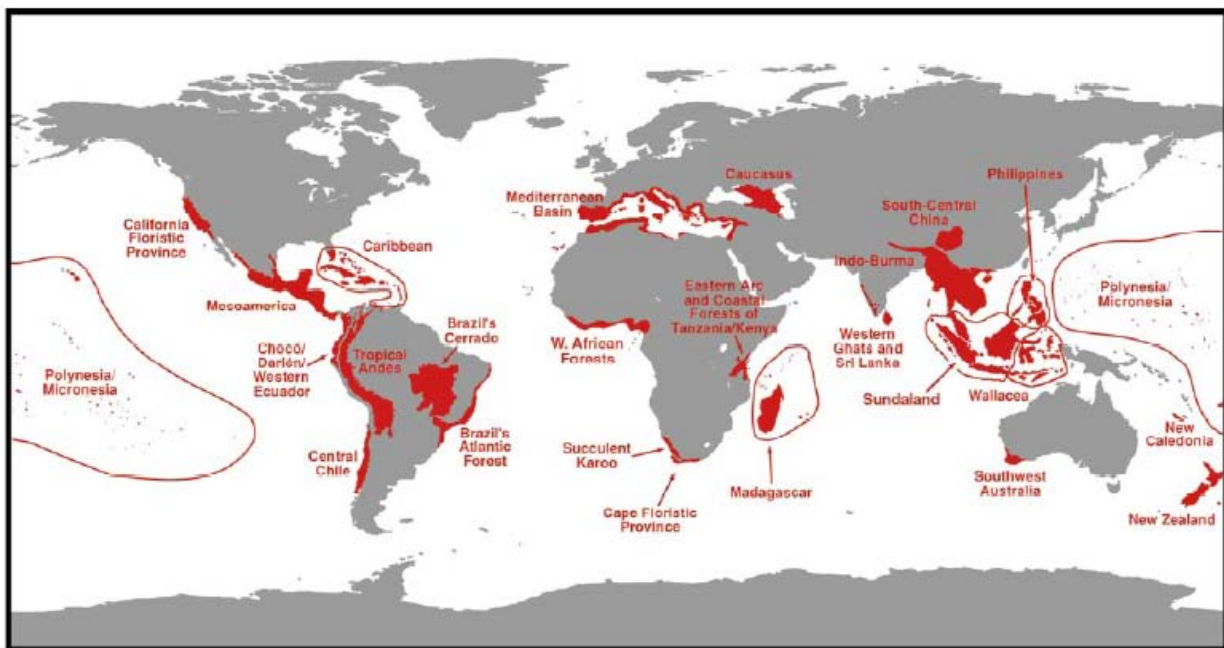 California
Floristic
Province
Polynesia/
Micronesia
Caribbean
Mesoamerica
Chocó/
Darién/
Western
Ecuador
Tropical
Andes
Brazil's
Cerrado
Central
Chile
Brazil's
Atlantic
Forest
Mediterranean
Basin
Caucasus
W. African
Forests
Eastern Arc
and Coastal
Forests of
Tanzania/Kenya
Succulent
Karoo
Cape Floristic
Province
Madagascar
Western
Ghats and
Sri Lanka
South-Central
China
Indo-Burma
Philippines
Sundaland
Wallacea
Polynesia/
Micronesia
Southwest
Australia
New
Caledonia
New Zealand